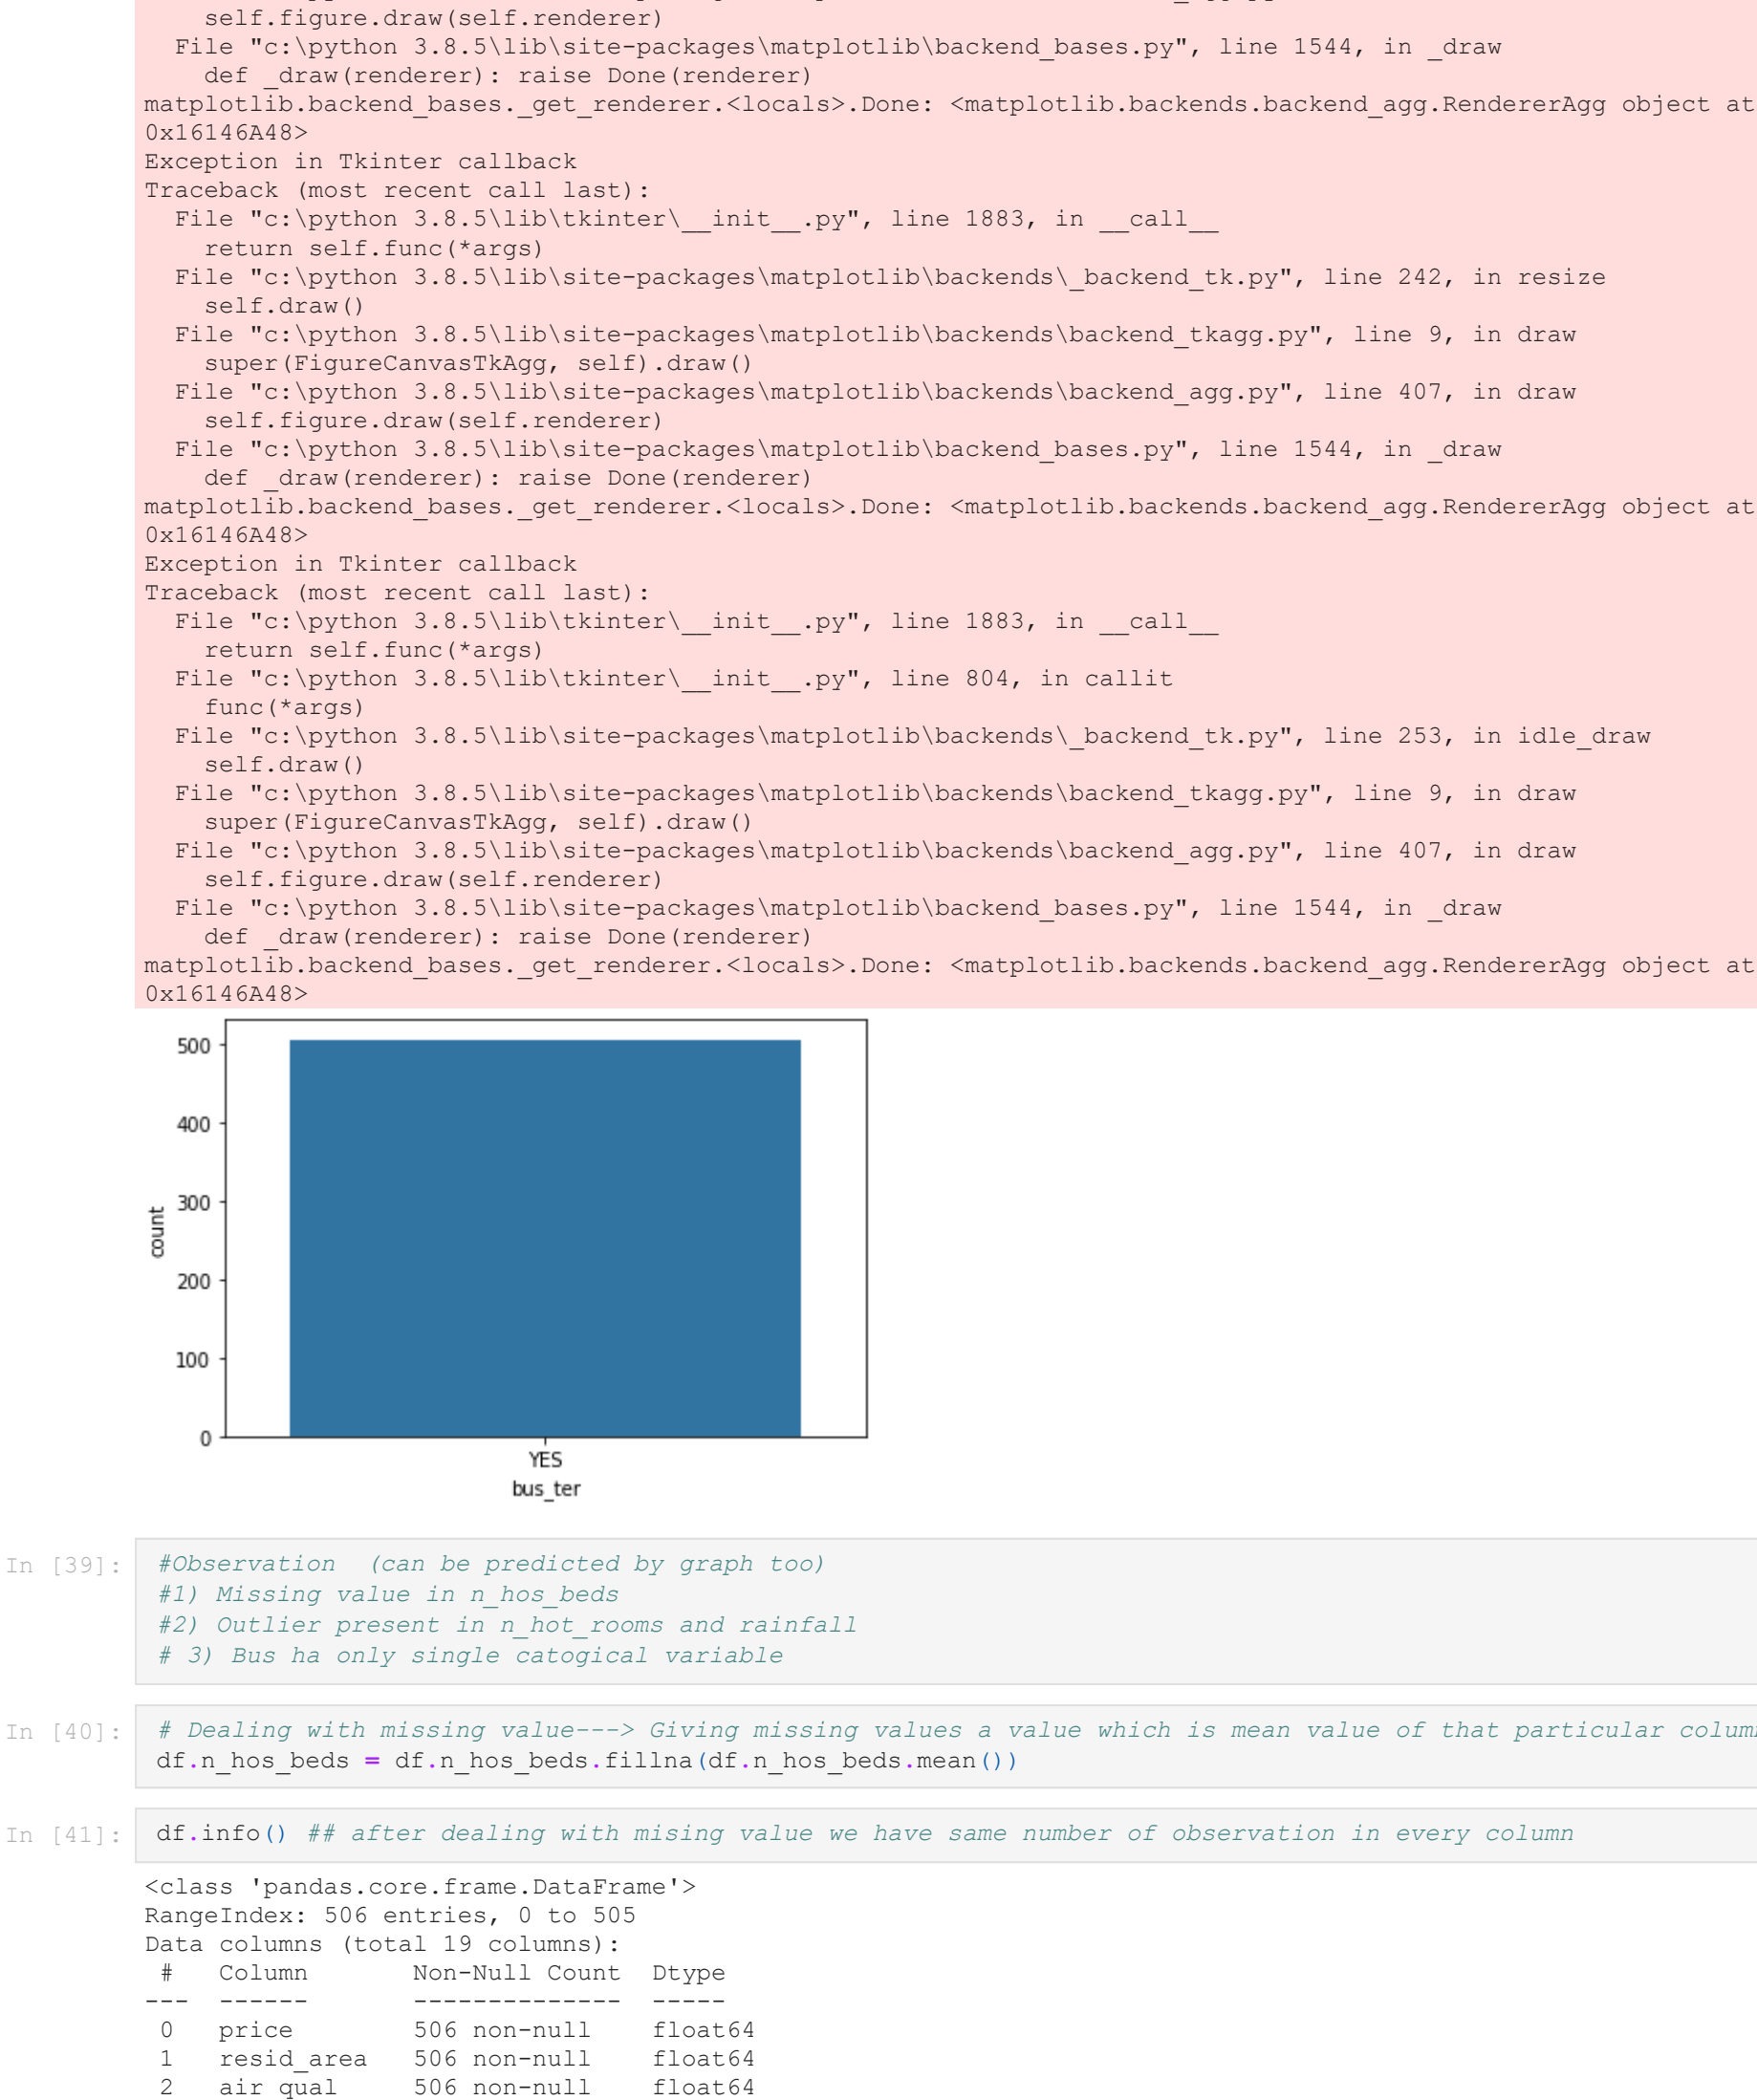 self.figure.draw(self.renderer)
File "c:\python 3.8.5\lib\site-packages\matplotlib\backend_bases.py", line 1544, in _draw
def _draw(renderer): raise Done(renderer)
matplotlib.backend_bases._get_renderer.<locals>.Done: <matplotlib.backends.backend_agg.RendererAgg object at
0x16146A48>
Exception in Tkinter callback
Traceback (most recent call last):
File "c:\python 3.8.5\lib\tkinter\__init__.py", line 1883, in __call__
return self.func(*args)
File "c:\python 3.8.5\lib\site-packages\matplotlib\backends\_backend_tk.py", line 242, in resize
self.draw()
File "c:\python 3.8.5\lib\site-packages\matplotlib\backends\backend_tkagg.py", line 9, in draw
super(FigureCanvasTkAgg, self).draw()
File "c:\python 3.8.5\lib\site-packages\matplotlib\backends\backend_agg.py", line 407, in draw
self.figure.draw(self.renderer)
File "c:\python 3.8.5\lib\site-packages\matplotlib\backend_bases.py", line 1544, in _draw
def _draw(renderer): raise Done(renderer)
matplotlib.backend_bases._get_renderer.<locals>.Done: <matplotlib.backends.backend_agg.RendererAgg object at
0x16146A48>
Exception in Tkinter callback
Traceback (most recent call last):
File "c:\python 3.8.5\lib\tkinter\__init__.py", line 1883, in __call__
return self.func(*args)
File "c:\python 3.8.5\lib\tkinter\__init__.py", line 804, in callit
func(*args)
File "c:\python 3.8.5\lib\site-packages\matplotlib\backends\_backend_tk.py", line 253, in idle_draw
self.draw()
File "c:\python 3.8.5\lib\site-packages\matplotlib\backends\backend_tkagg.py", line 9, in draw
super(FigureCanvasTkAgg, self).draw()
File "c:\python 3.8.5\lib\site-packages\matplotlib\backends\backend_agg.py", line 407, in draw
self.figure.draw(self.renderer)
File "c:\python 3.8.5\lib\site-packages\matplotlib\backend_bases.py", line 1544, in _draw
def _draw(renderer): raise Done(renderer)
matplotlib.backend_bases._get_renderer.<locals>.Done: <matplotlib.backends.backend_agg.RendererAgg object at
0x16146A48>
500
400
300
count
200
100
0
YES
bus_ter
In [39]: #Observation  (can be predicted by graph too)
#1) Missing value in n_hos_beds
#2) Outlier present in n_hot_rooms and rainfall
# 3) Bus ha only single catogical variable
In [40]: # Dealing with missing value---> Giving missing values a value which is mean value of that particular
df.n_hos_beds = df.n_hos_beds.fillna(df.n_hos_beds.mean())
In [41]: df.info() ## after dealing with mising value we have same number of observation in every column
<class 'pandas.core.frame.DataFrame'>
RangeIndex: 506 entries, 0 to 505
Data columns (total 19 columns):
#   Column       Non-Null Count  Dtype
---  ------       --------------  -----
0   price        506 non-null    float64
1   resid_area   506 non-null    float64
2   air_qual     506 non-null    float64